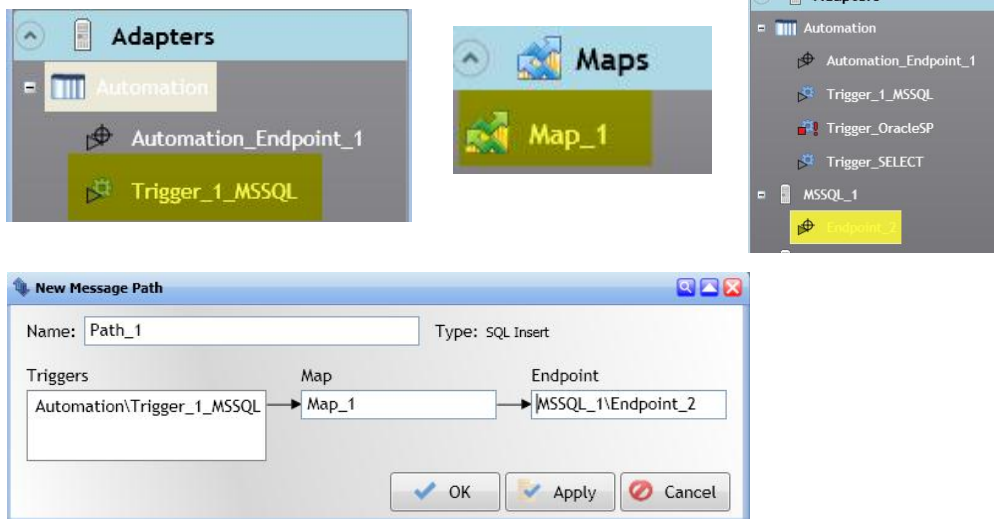 Adapters
Automation
Automation_Endpoint_1
Trigger_1_MSSQL
Maps
Map_1
Adapters
Automation
Automation_Endpoint_1
Trigger_1_MSSQL
Trigger_OracleSP
Trigger_SELECT
MSSQL_1
Endpoint_2
New Message Path
Name: Path_1 Type: SQL Insert
Triggers Map Endpoint
Automation\Trigger_1_MSSQL Map_1 MSSQL_1\Endpoint_2
OK Apply Cancel